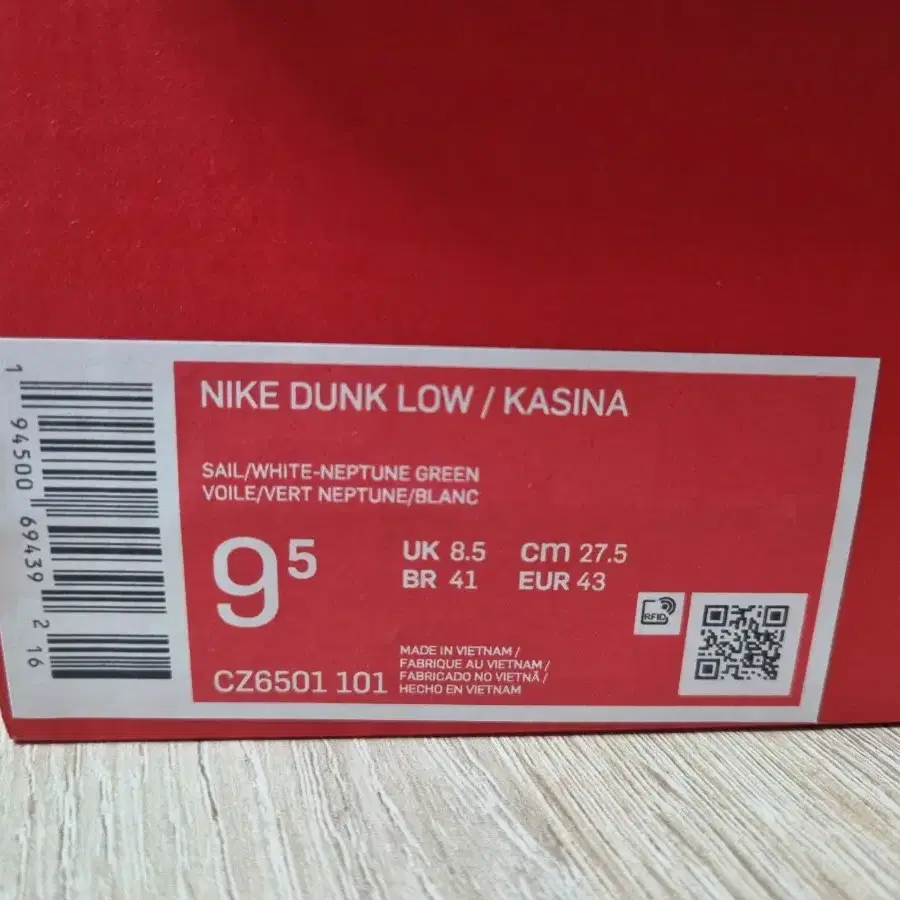 1 94500 69439 2 16
NIKE DUNK LOW / KASINA
SAIL/WHITE-NEPTUNE GREEN
VOILE/VERT NEPTUNE/BLANC
9⁵
UK 8.5 cm 27.5
BR 41 EUR 43
RFID
CZ6501 101
MADE IN VIETNAM /
FABRIQUE AU VIETNAM /
FABRICADO NO VIETNÃ /
HECHO EN VIETNAM